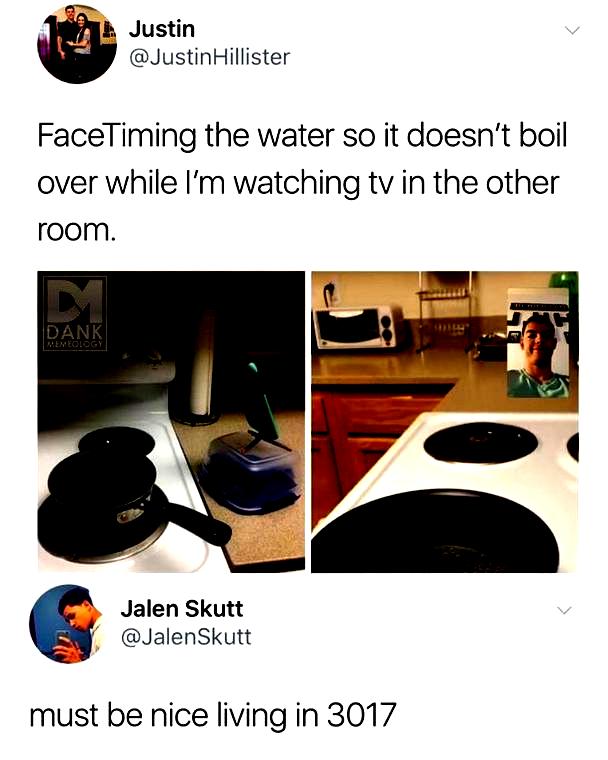 Justin
@JustinHillister
FaceTiming the water so it doesn’t boil
over while I’m watching tv in the other
room.
DM
DANK
MEMEOLOGY
Jalen Skutt
@JalenSkutt
must be nice living in 3017